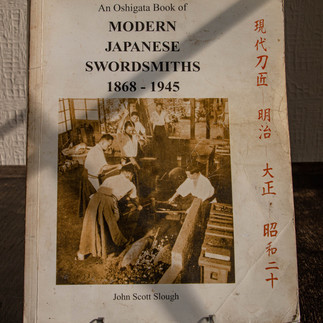 An Oshigata Book of
MODERN
JAPANESE
SWORDSMITHS
1868 - 1945
現代刀匠 明治 大正・昭和二十
John Scott Slough